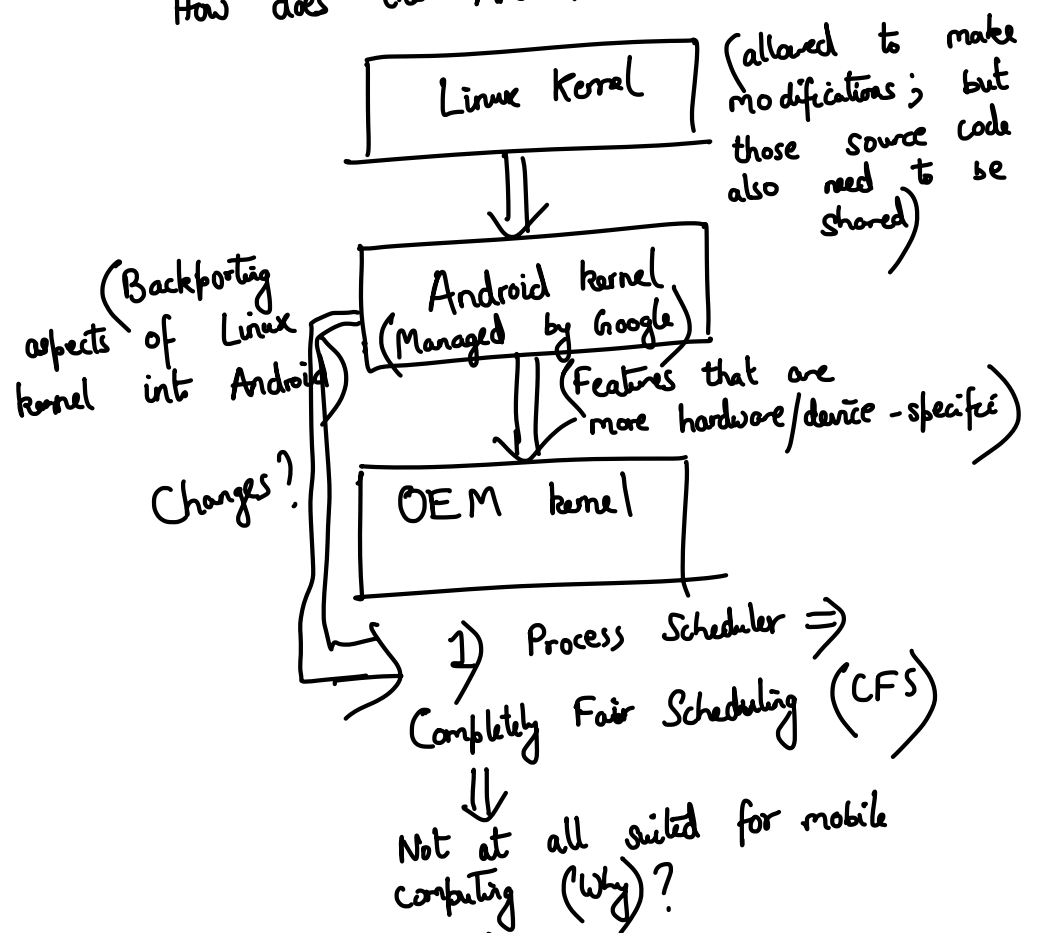 How does the
Linux Kernel
(allowed to make
modifications; but
those source code
also need to be
shared)
Android kernel
(Managed by Google)
(Backporting
aspects of Linux
kernel into Android)
(Features that are
more hardware/device-specific)
Changes?
OEM kernel
1) Process Scheduler ⇒
Completely Fair Scheduling (CFS)
Not at all suited for mobile
computing (Why)?